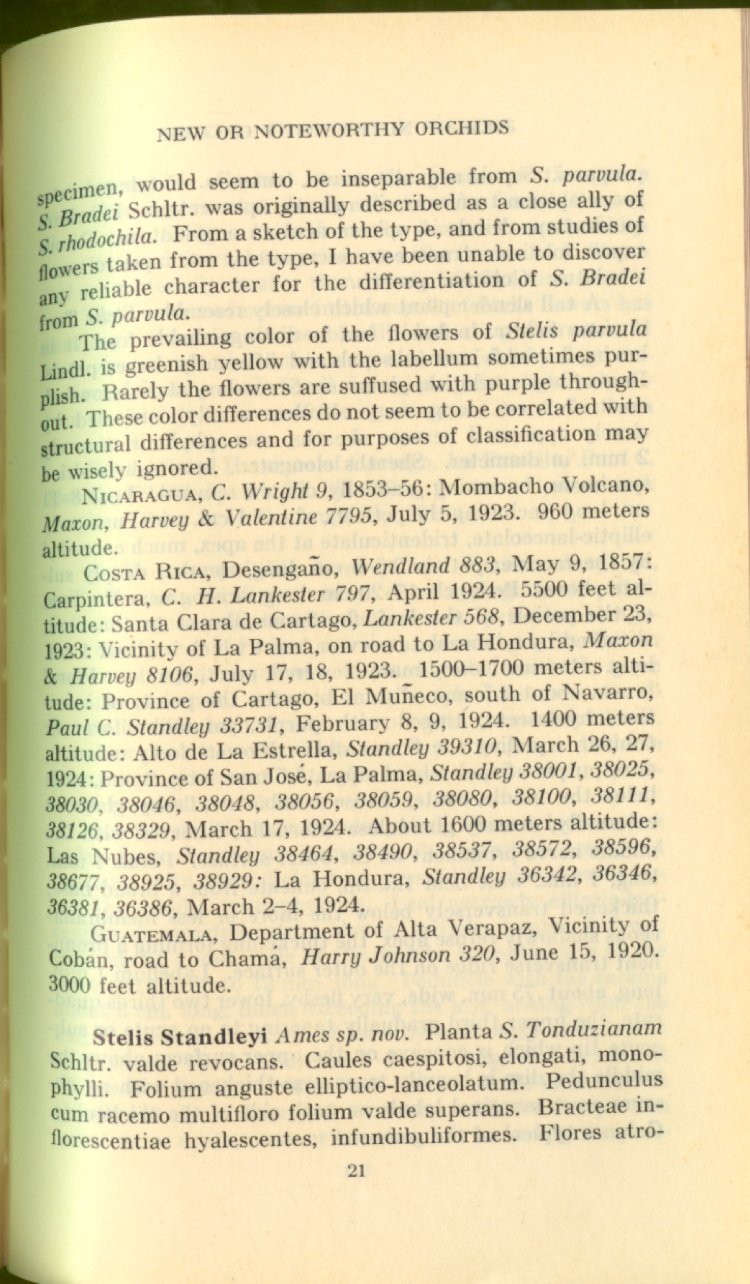 NEW OR NOTEWORTHY ORCHIDS
specimen, would seem to be inseparable from S. parvula.
S. Bradei Schltr. was originally described as a close ally of
S. rhodochila. From a sketch of the type, and from studies of
flowers taken from the type, I have been unable to discover
any reliable character for the differentiation of S. Bradei
from S. parvula.
The prevailing color of the flowers of Stelis parvula
Lindl. is greenish yellow with the labellum sometimes pur-
plish. Rarely the flowers are suffused with purple through-
out. These color differences do not seem to be correlated with
structural differences and for purposes of classification may
be wisely ignored.
NICARAGUA, C. Wright 9, 1853–56: Mombacho Volcano,
Maxon, Harvey & Valentine 7795, July 5, 1923. 960 meters
altitude.
COSTA RICA, Desengaño, Wendland 883, May 9, 1857:
Carpintera, C. H. Lankester 797, April 1924. 5500 feet al-
titude: Santa Clara de Cartago, Lankester 568, December 23,
1923: Vicinity of La Palma, on road to La Hondura, Maxon
& Harvey 8106, July 17, 18, 1923. 1500–1700 meters alti-
tude: Province of Cartago, El Muñeco, south of Navarro,
Paul C. Standley 33731, February 8, 9, 1924. 1400 meters
altitude: Alto de La Estrella, Standley 39310, March 26, 27,
1924: Province of San José, La Palma, Standley 38001, 38025,
38030, 38046, 38048, 38056, 38059, 38080, 38100, 38111,
38126, 38329, March 17, 1924. About 1600 meters altitude:
Las Nubes, Standley 38464, 38490, 38537, 38572, 38596,
38677, 38925, 38929: La Hondura, Standley 36342, 36346,
36381, 36386, March 2–4, 1924.
GUATEMALA, Department of Alta Verapaz, Vicinity of
Cobán, road to Chamá, Harry Johnson 320, June 15, 1920.
3000 feet altitude.
Stelis Standleyi Ames sp. nov. Planta S. Tonduzianam
Schltr. valde revocans. Caules caespitosi, elongati, mono-
phylli. Folium anguste elliptico-lanceolatum. Pedunculus
cum racemo multifloro folium valde superans. Bracteae in-
florescentiae hyalescentes, infundibuliformes. Flores atro-
21